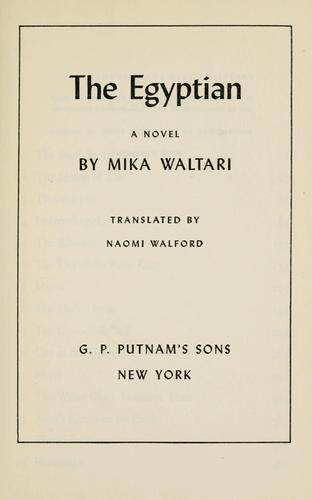 The Egyptian
A NOVEL
BY MIKA WALTARI
TRANSLATED BY
NAOMI WALFORD
G. P. PUTNAM'S SONS
NEW YORK